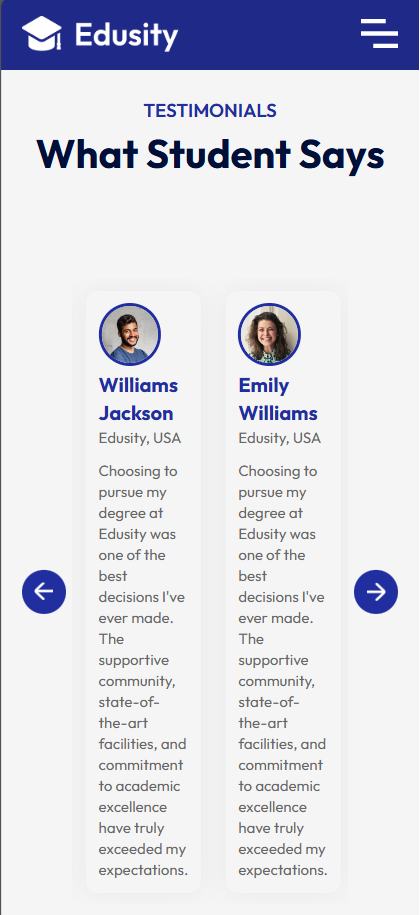 Edusity
TESTIMONIALS
What Student Says
Williams
Jackson
Edusity, USA
Choosing to
pursue my
degree at
Edusity was
one of the
best
decisions I've
ever made.
The
supportive
community,
state-of-
the-art
facilities, and
commitment
to academic
excellence
have truly
exceeded my
expectations.
Emily
Williams
Edusity, USA
Choosing to
pursue my
degree at
Edusity was
one of the
best
decisions I've
ever made.
The
supportive
community,
state-of-
the-art
facilities, and
commitment
to academic
excellence
have truly
exceeded my
expectations.